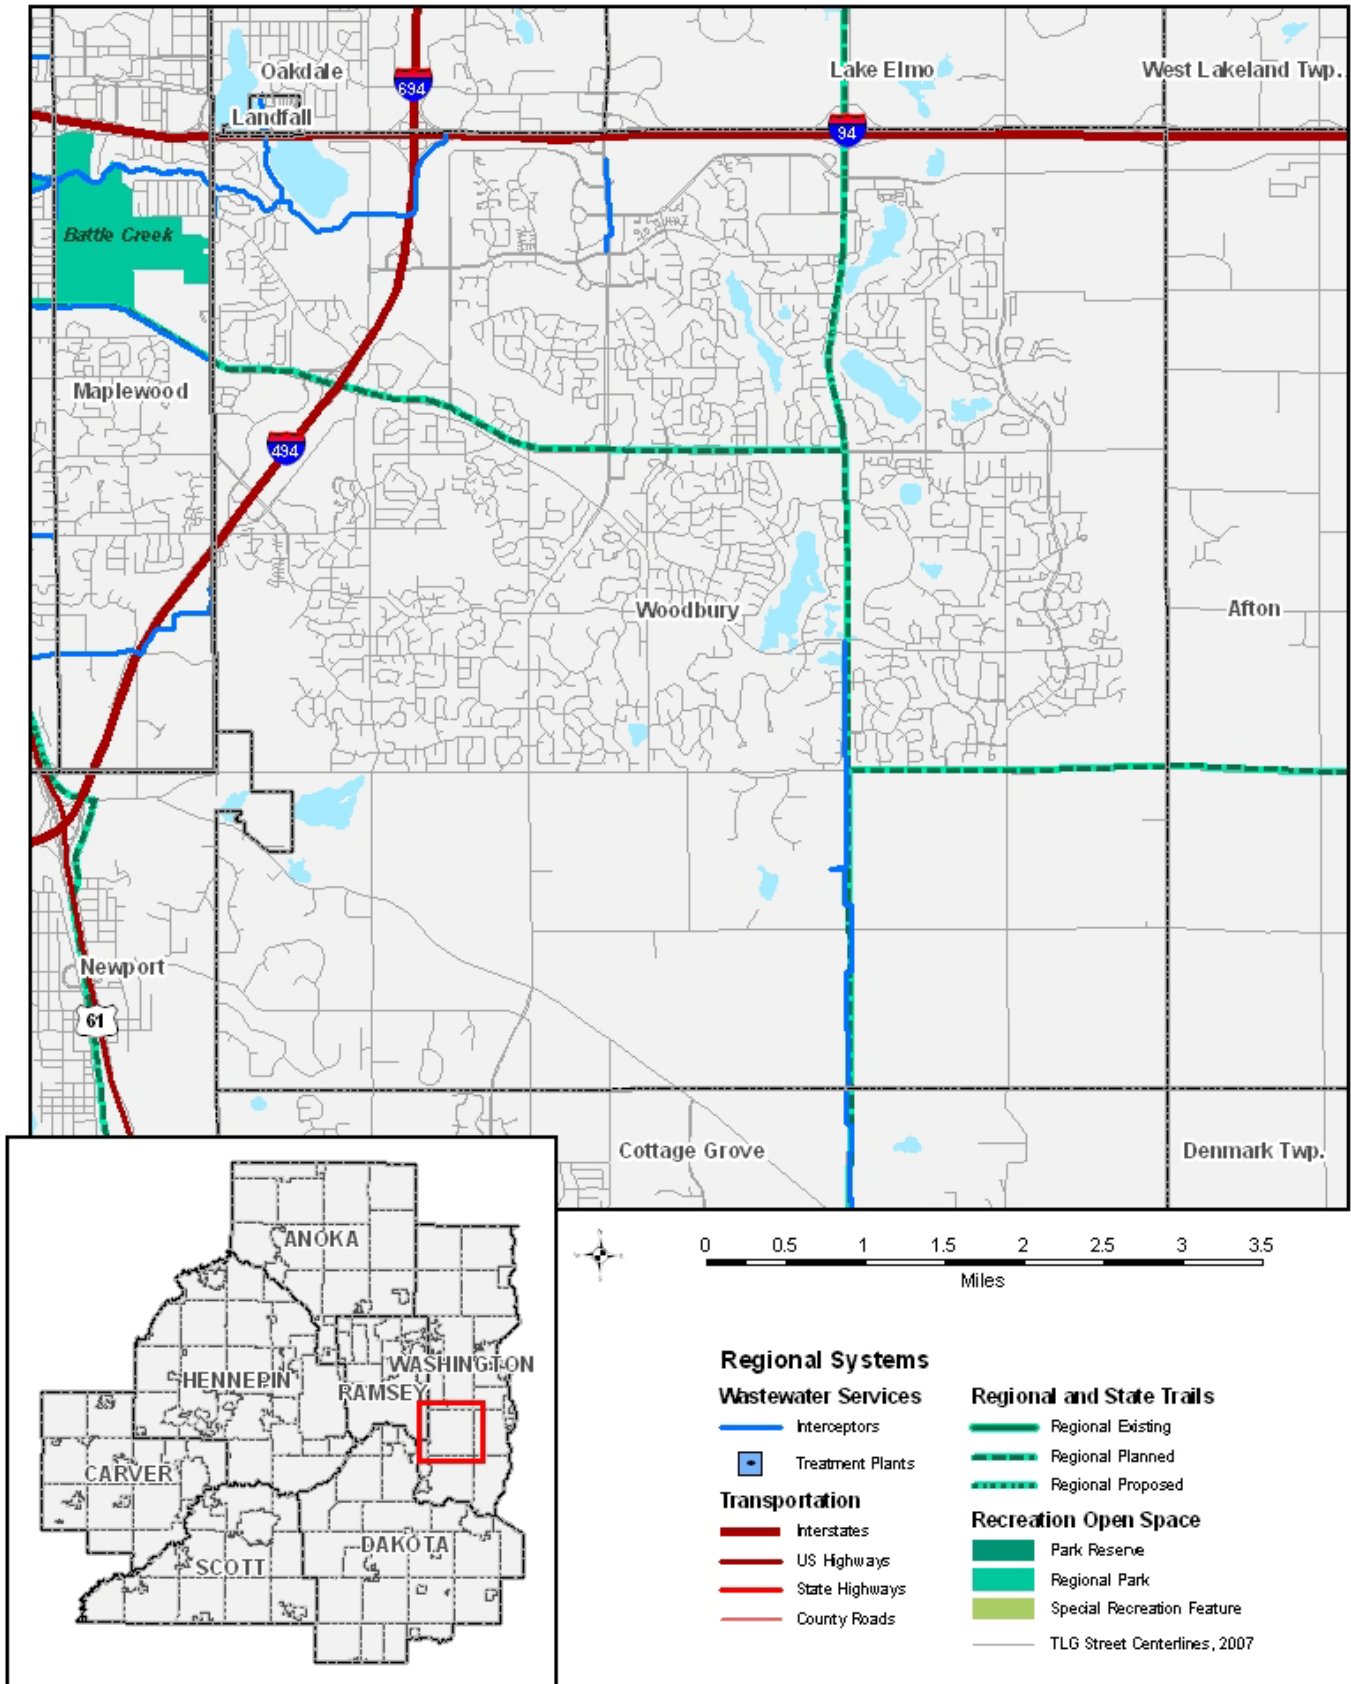 Oakdale
694
Lake Elmo
West Lakeland Twp.
Landfall
94
Battle Creek
Maplewood
494
Woodbury
Afton
Newport
61
Cottage Grove
Denmark Twp.
ANOKA
HENNEPIN
WASHINGTON
RAMSEY
CARVER
SCOTT
DAKOTA
0 0.5 1 1.5 2 2.5 3 3.5
Miles
Regional Systems
Wastewater Services
Interceptors
Treatment Plants
Transportation
Interstates
US Highways
State Highways
County Roads
Regional and State Trails
Regional Existing
Regional Planned
Regional Proposed
Recreation Open Space
Park Reserve
Regional Park
Special Recreation Feature
TLG Street Centerlines, 2007